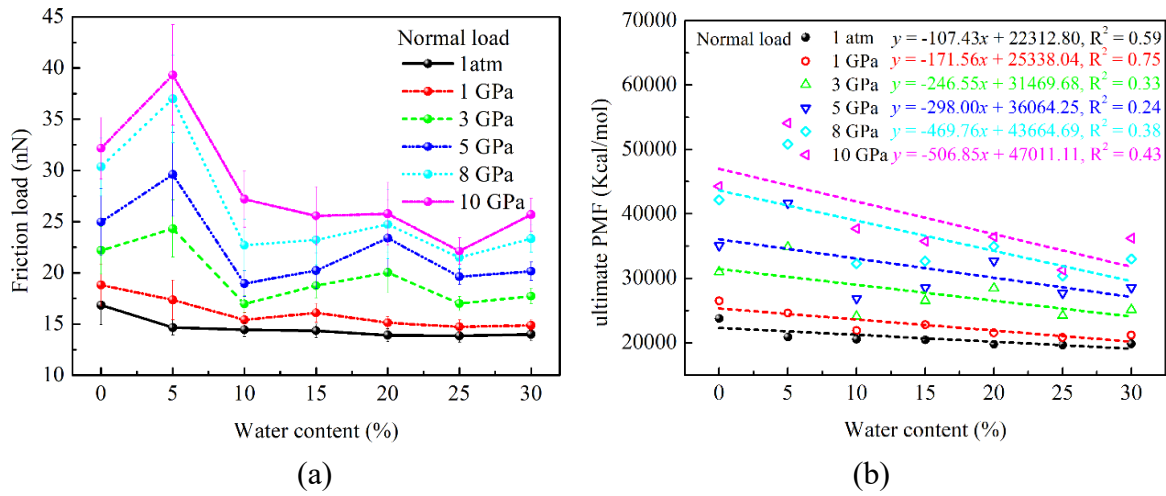 (a)
Friction load (nN)
45
40
35
30
25
20
15
10
0 5 10 15 20 25 30
Water content (%)
Normal load
1atm
1 GPa
3 GPa
5 GPa
8 GPa
10 GPa
(a)
(b)
ultimate PMF (Kcal/mol)
70000
60000
50000
40000
30000
20000
0 5 10 15 20 25 30
Water content (%)
Normal load 1 atm y = -107.43x + 22312.80, R² = 0.59
1 GPa y = -171.56x + 25338.04, R² = 0.75
3 GPa y = -246.55x + 31469.68, R² = 0.33
5 GPa y = -298.00x + 36064.25, R² = 0.24
8 GPa y = -469.76x + 43664.69, R² = 0.38
10 GPa y = -506.85x + 47011.11, R² = 0.43
(b)